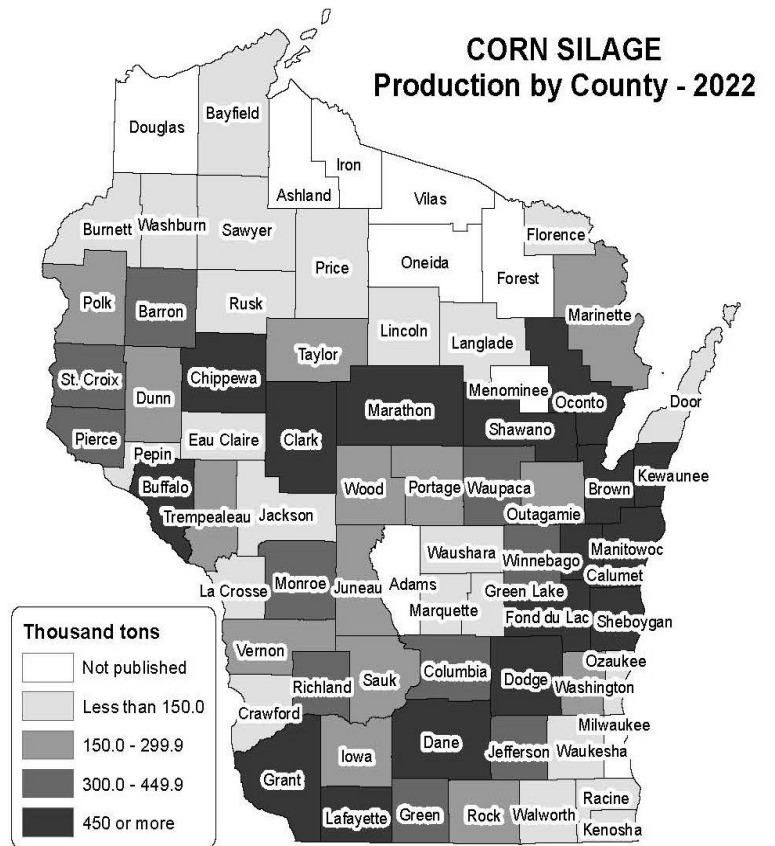 CORN SILAGE
Production by County - 2022
Bayfield
Douglas
Iron
Ashland
Vilas
Burnett
Washburn
Sawyer
Florence
Oneida
Price
Forest
Polk
Barron
Rusk
Marinette
Lincoln
Langlade
Taylor
St. Croix
Chippewa
Dunn
Menominee
Oconto
Door
Marathon
Shawano
Pierce
Eau Claire
Clark
Pepin
Kewaunee
Buffalo
Wood
Portage
Waupaca
Brown
Trempealeau
Jackson
Outagamie
Waushara
Manitowoc
Winnebago
Calumet
La Crosse
Monroe
Juneau
Adams
Green Lake
Marquette
Fond du Lac
Sheboygan
Vernon
Richland
Sauk
Columbia
Dodge
Ozaukee
Washington
Crawford
Milwaukee
Dane
Jefferson
Waukesha
Iowa
Grant
Lafayette
Green
Rock
Walworth
Racine
Kenosha
Thousand tons
Not published
Less than 150.0
150.0 - 299.9
300.0 - 449.9
450 or more